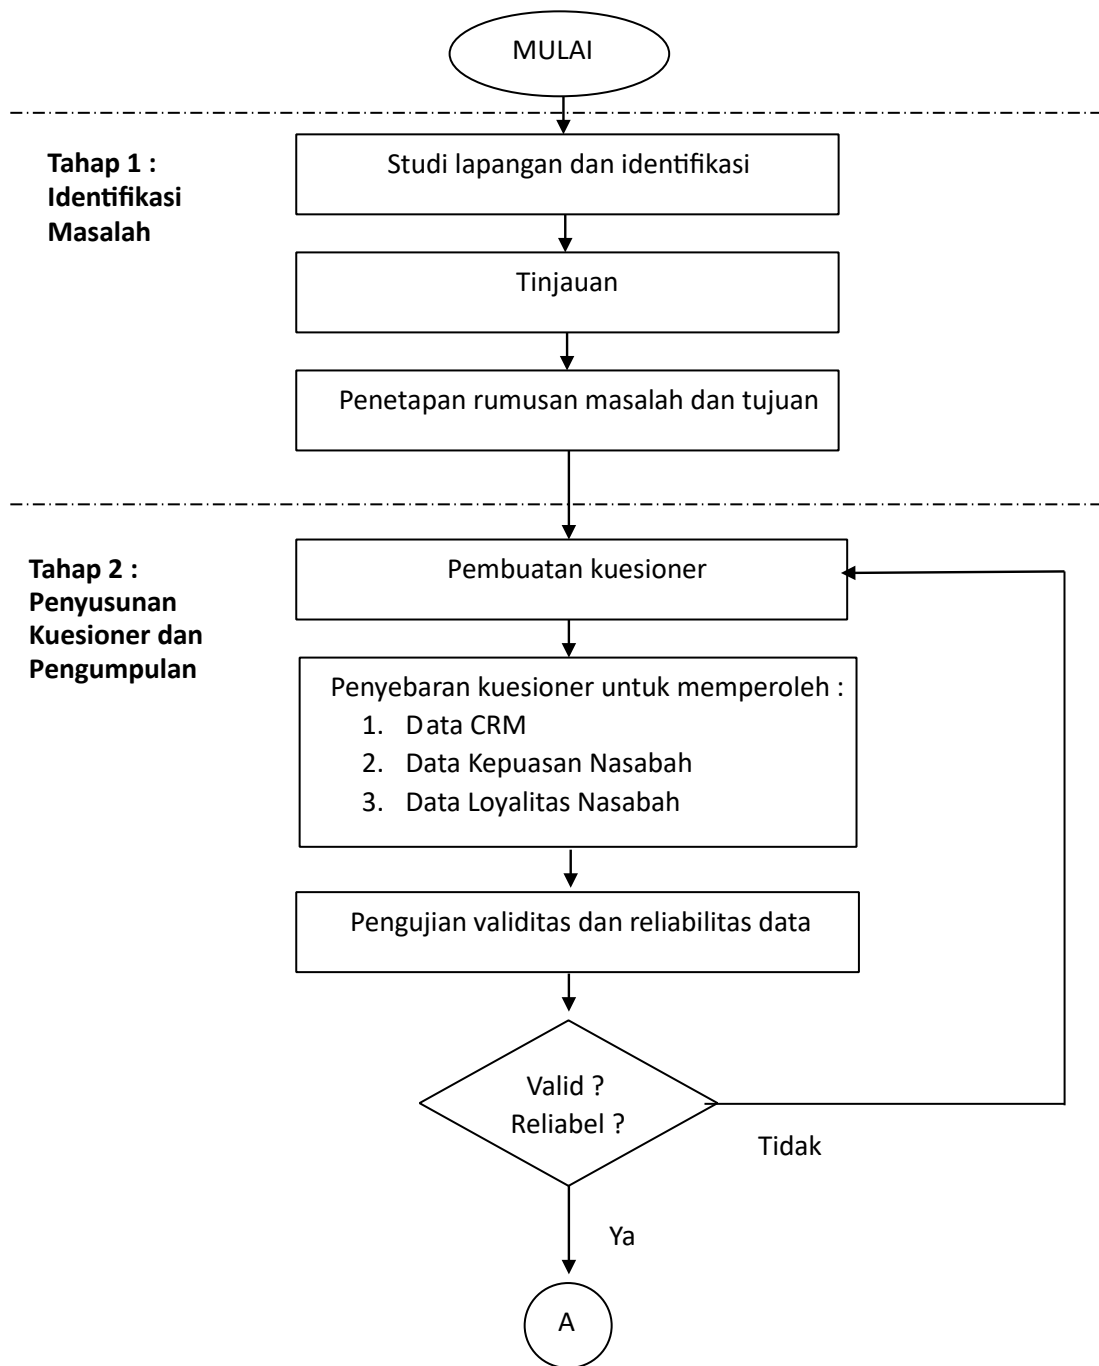 MULAI
Tahap 1 :
Identifikasi
Masalah
Studi lapangan dan identifikasi
Tinjauan
Penetapan rumusan masalah dan tujuan
Tahap 2 :
Penyusunan
Kuesioner dan
Pengumpulan
Pembuatan kuesioner
Penyebaran kuesioner untuk memperoleh :
1. Data CRM
2. Data Kepuasan Nasabah
3. Data Loyalitas Nasabah
Pengujian validitas dan reliabilitas data
Valid ?
Reliabel ?
Tidak
Ya
A